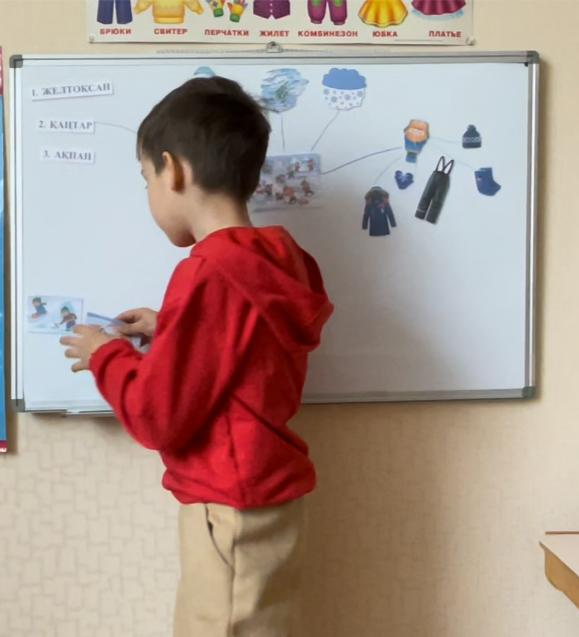 БРЮКИ СВИТЕР ПЕРЧАТКИ ЖИЛЕТ КОМБИНЕЗОН ЮБКА ПЛАТЬЕ
1. ЖЕЛТОҚСАН
2. ҚАҢТАР
3. АҚПАН